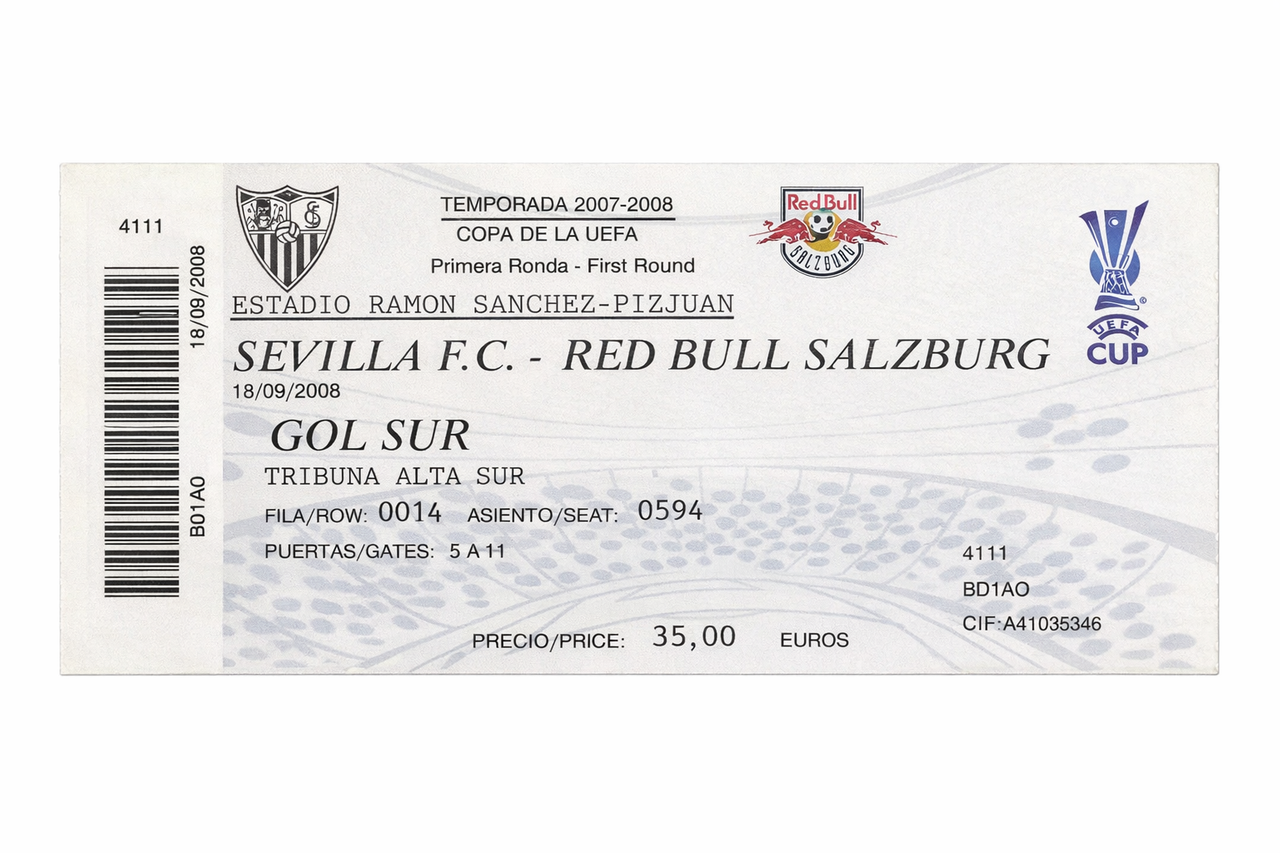 4111
18/09/2008
B01A0
TEMPORADA 2007-2008
COPA DE LA UEFA
Primera Ronda - First Round
Red Bull
SALZBURG
UEFA
CUP
ESTADIO RAMON SANCHEZ-PIZJUAN
SEVILLA F.C. - RED BULL SALZBURG
18/09/2008
GOL SUR
TRIBUNA ALTA SUR
FILA/ROW: 0014 ASIENTO/SEAT: 0594
PUERTAS/GATES: 5 A 11
4111
BD1AO
CIF:A41035346
PRECIO/PRICE: 35,00 EUROS